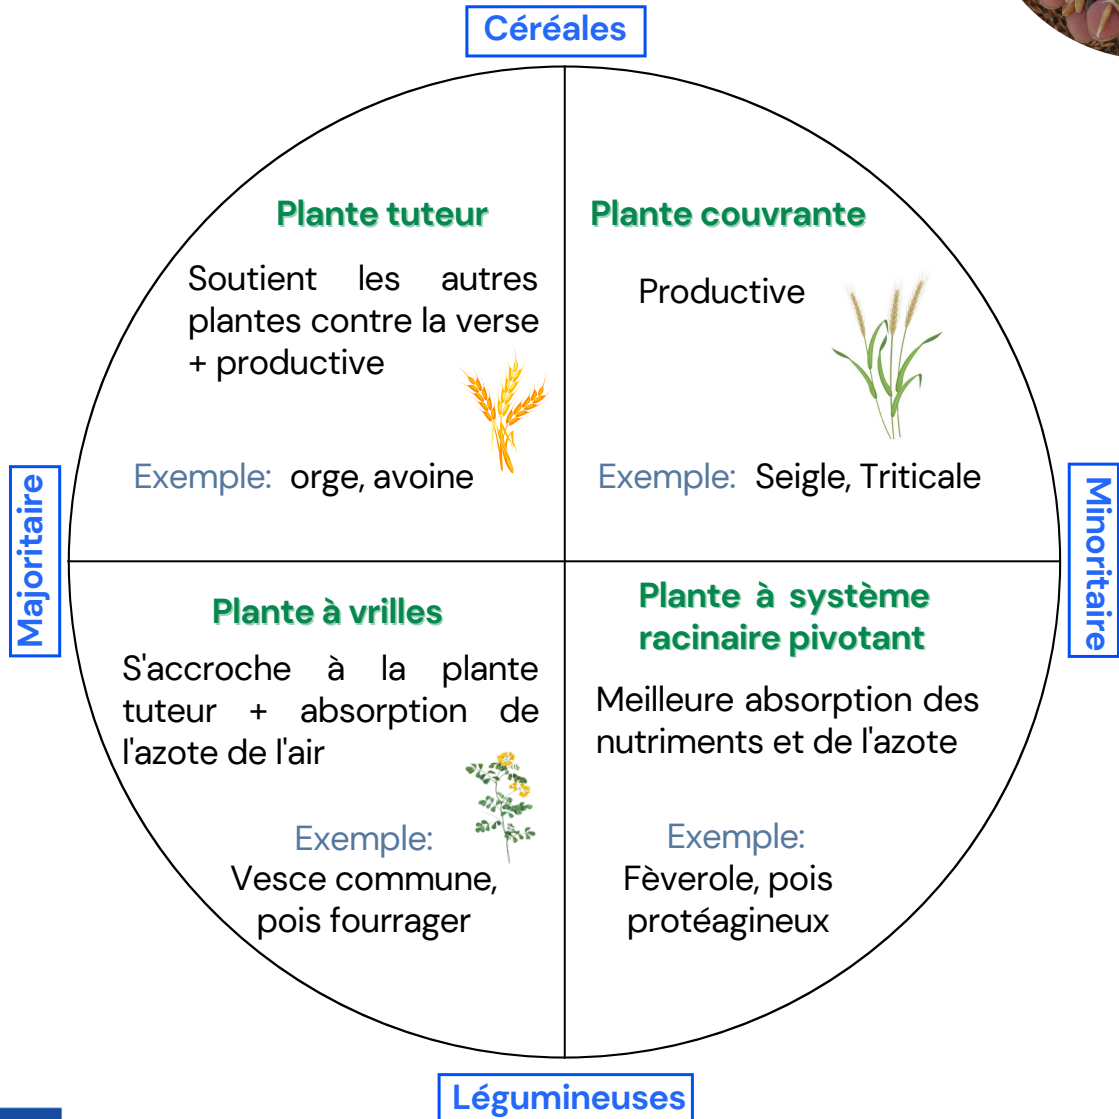 Céréales
Plante tuteur
Soutient les autres
plantes contre la verse
+ productive
Exemple: orge, avoine
Plante couvrante
Productive
Exemple: Seigle, Triticale
Majoritaire
Minoritaire
Plante à vrilles
S'accroche à la plante
tuteur + absorption de
l'azote de l'air
Exemple:
Vesce commune,
pois fourrager
Plante à système
racinaire pivotant
Meilleure absorption des
nutriments et de l'azote
Exemple:
Fèverole, pois
protéagineux
Légumineuses